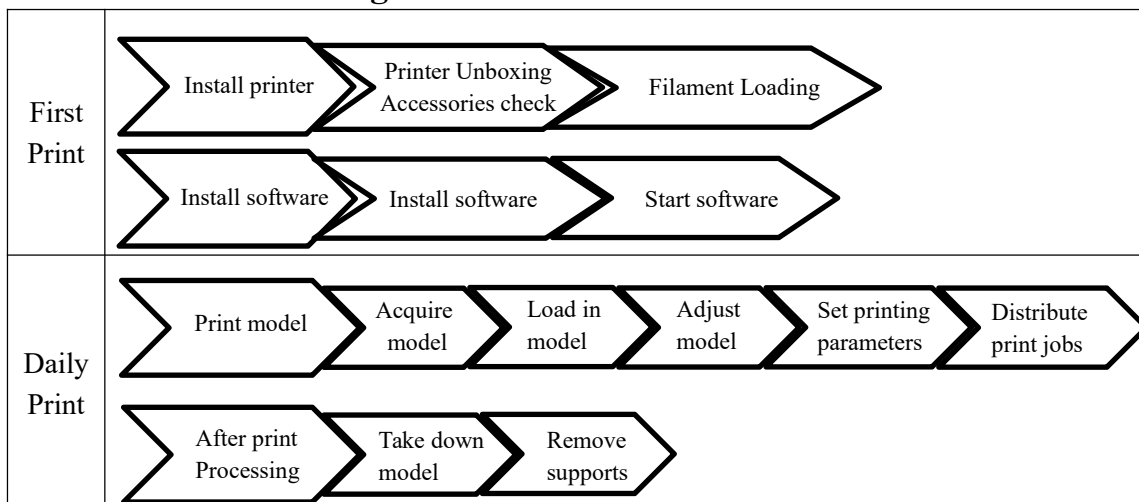 First
Print
Install printer
Printer Unboxing
Accessories check
Filament Loading
Install software
Install software
Start software
Daily
Print
Print model
Acquire
model
Load in
model
Adjust
model
Set printing
parameters
Distribute
print jobs
After print
Processing
Take down
model
Remove
supports